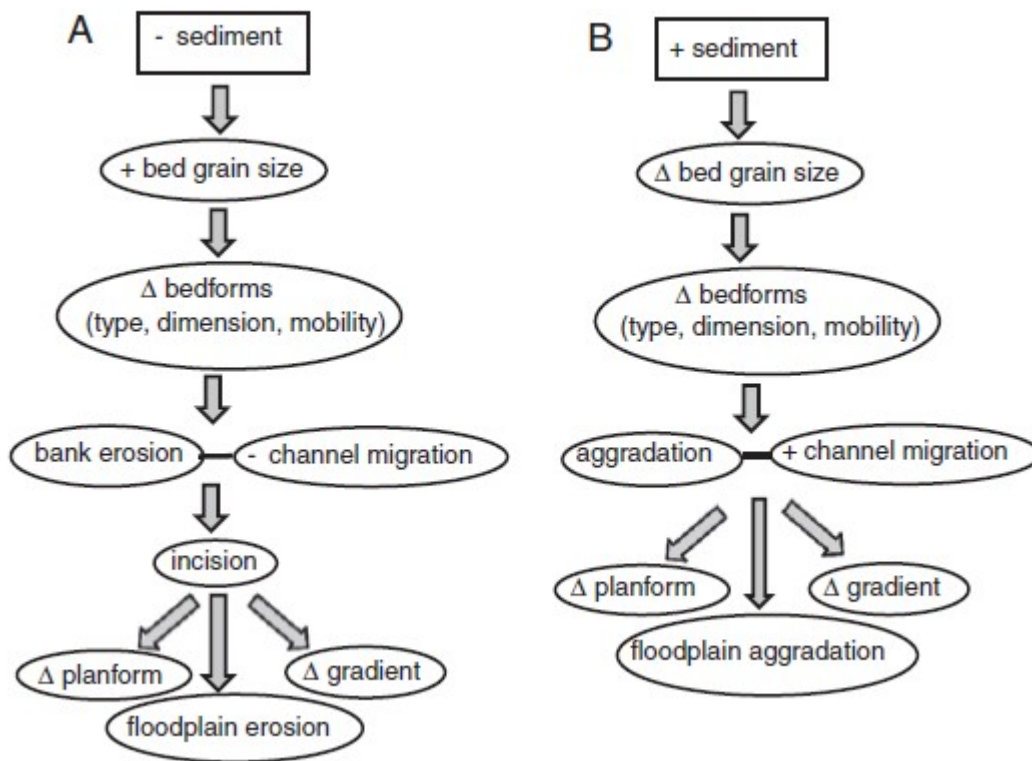 A
- sediment
+ bed grain size
Δ bedforms
(type, dimension, mobility)
bank erosion
- channel migration
incision
Δ planform
Δ gradient
floodplain erosion
B
+ sediment
Δ bed grain size
Δ bedforms
(type, dimension, mobility)
aggradation
+ channel migration
Δ planform
Δ gradient
floodplain aggradation